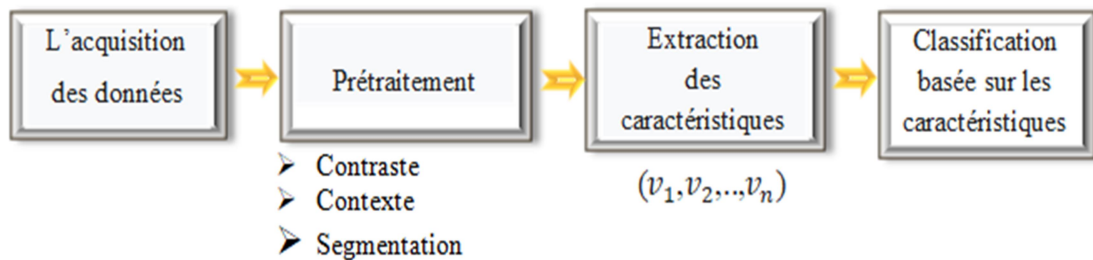 L'acquisition
des données
Prétraitement
Extraction
des
caractéristiques
Classification
basée sur les
caractéristiques
➢ Contraste
➢ Contexte
➢ Segmentation
(v₁,v₂,..,vₙ)